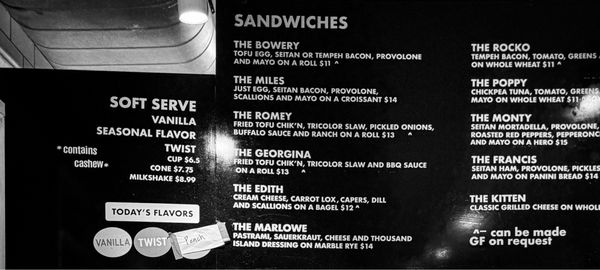 SOFT SERVE
VANILLA
SEASONAL FLAVOR
TWIST
*contains
cashew*
CUP $6.5
CONE $7.75
MILKSHAKE $8.99
TODAY'S FLAVORS
VANILLA
TWIST
Peach
SANDWICHES
THE BOWERY
TOFU EGG, SEITAN OR TEMPEH BACON, PROVOLONE
AND MAYO ON A ROLL $11 ^
THE MILES
JUST EGG, SEITAN BACON, PROVOLONE,
SCALLIONS AND MAYO ON A CROISSANT $14
THE ROMEY
FRIED TOFU CHIK'N, TRICOLOR SLAW, PICKLED ONIONS,
BUFFALO SAUCE AND RANCH ON A ROLL $13 ^
THE GEORGINA
FRIED TOFU CHIK'N, TRICOLOR SLAW AND BBQ SAUCE
ON A ROLL $13 ^
THE EDITH
CREAM CHEESE, CARROT LOX, CAPERS, DILL
AND SCALLIONS ON A BAGEL $12 ^
THE MARLOWE
PASTRAMI, SAUERKRAUT, CHEESE AND THOUSAND
ISLAND DRESSING ON MARBLE RYE $14
THE ROCKO
TEMPEH BACON, TOMATO, GREENS
ON WHOLE WHEAT $11 ^
THE POPPY
CHICKPEA TUNA, TOMATO, GREENS
MAYO ON WHOLE WHEAT $11
THE MONTY
SEITAN MORTADELLA, PROVOLONE,
ROASTED RED PEPPERS, PEPPERONC
AND MAYO ON A HERO $15
THE FRANCIS
SEITAN HAM, PROVOLONE, PICKLES
AND MAYO ON PANINI BREAD $14
THE KITTEN
CLASSIC GRILLED CHEESE ON WHOL
^– can be made
GF on request